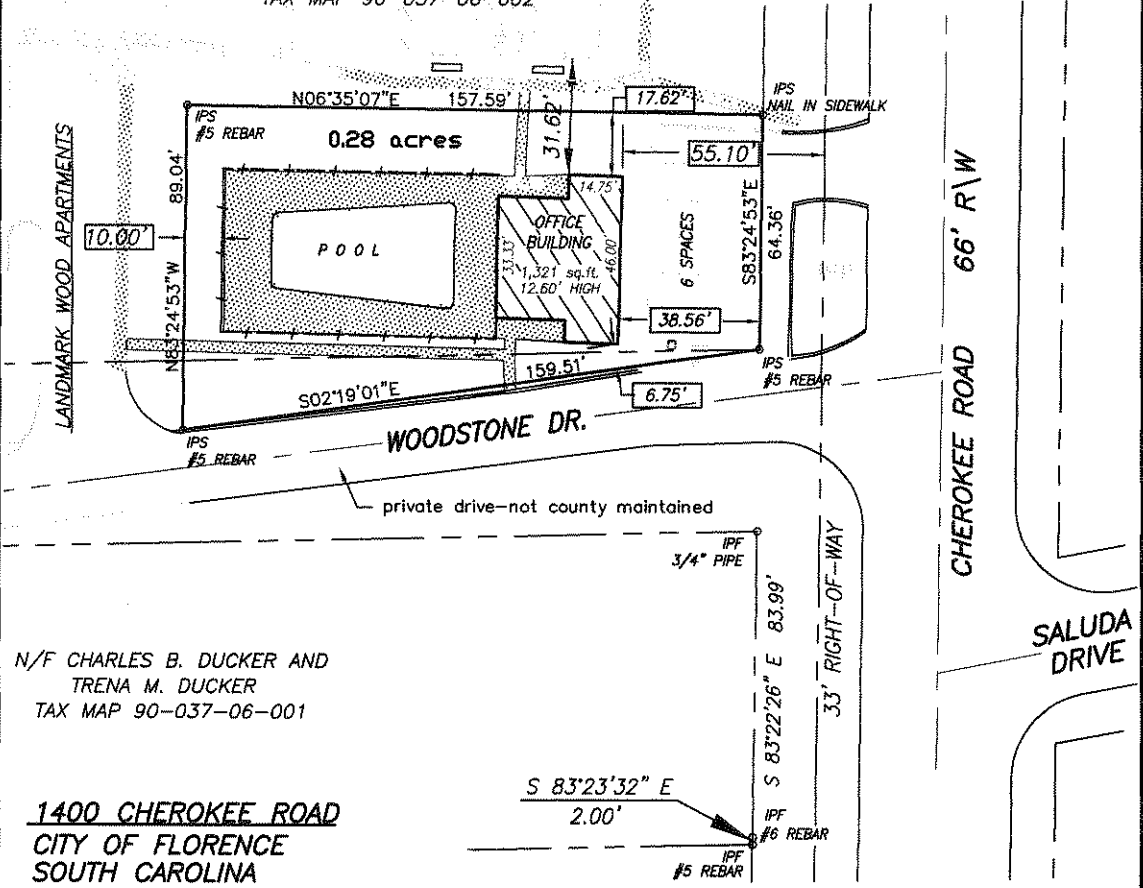 TAX MAP 90-037-06-002
IPS
NAIL IN SIDEWALK
N06°35'07"E 157.59'
17.62'
IPS
#5 REBAR
0.28 acres
31.62'
55.10'
89.04'
N83°24'53"W
10.00'
LANDMARK WOOD APARTMENTS
POOL
14.75'
OFFICE
BUILDING
33.33'
46.00'
1,321 sq.ft.
12.60' HIGH
6 SPACES
S83°24'53"E
64.36'
38.56'
66' R\W
CHEROKEE ROAD
159.51'
S02°19'01"E
6.75'
IPS
#5 REBAR
IPS
#5 REBAR
WOODSTONE DR.
private drive-not county maintained
IPF
3/4" PIPE
S 83°22'26" E 83.99'
33' RIGHT-OF-WAY
SALUDA
DRIVE
N/F CHARLES B. DUCKER AND
TRENA M. DUCKER
TAX MAP 90-037-06-001
S 83°23'32" E
2.00'
IPF
#6 REBAR
IPF
#5 REBAR
1400 CHEROKEE ROAD
CITY OF FLORENCE
SOUTH CAROLINA